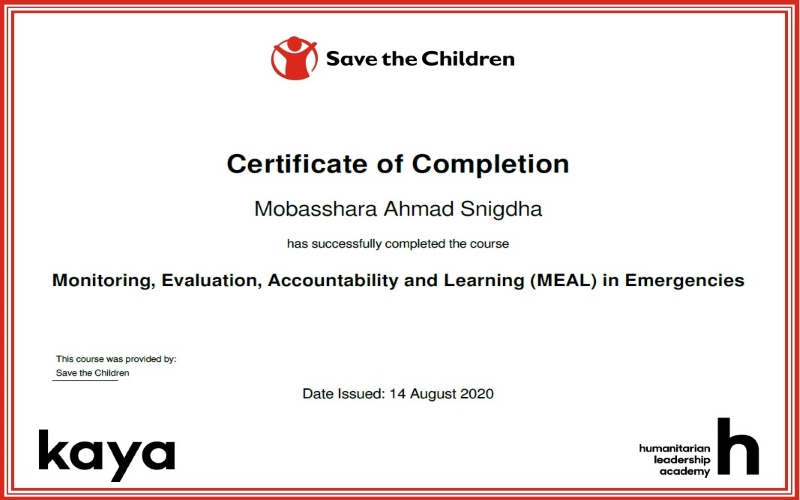 Save the Children
Certificate of Completion
Mobasshara Ahmad Snigdha
has successfully completed the course
Monitoring, Evaluation, Accountability and Learning (MEAL) in Emergencies
This course was provided by:
Save the Children
Date Issued: 14 August 2020
kaya
humanitarian
leadership
academy
h